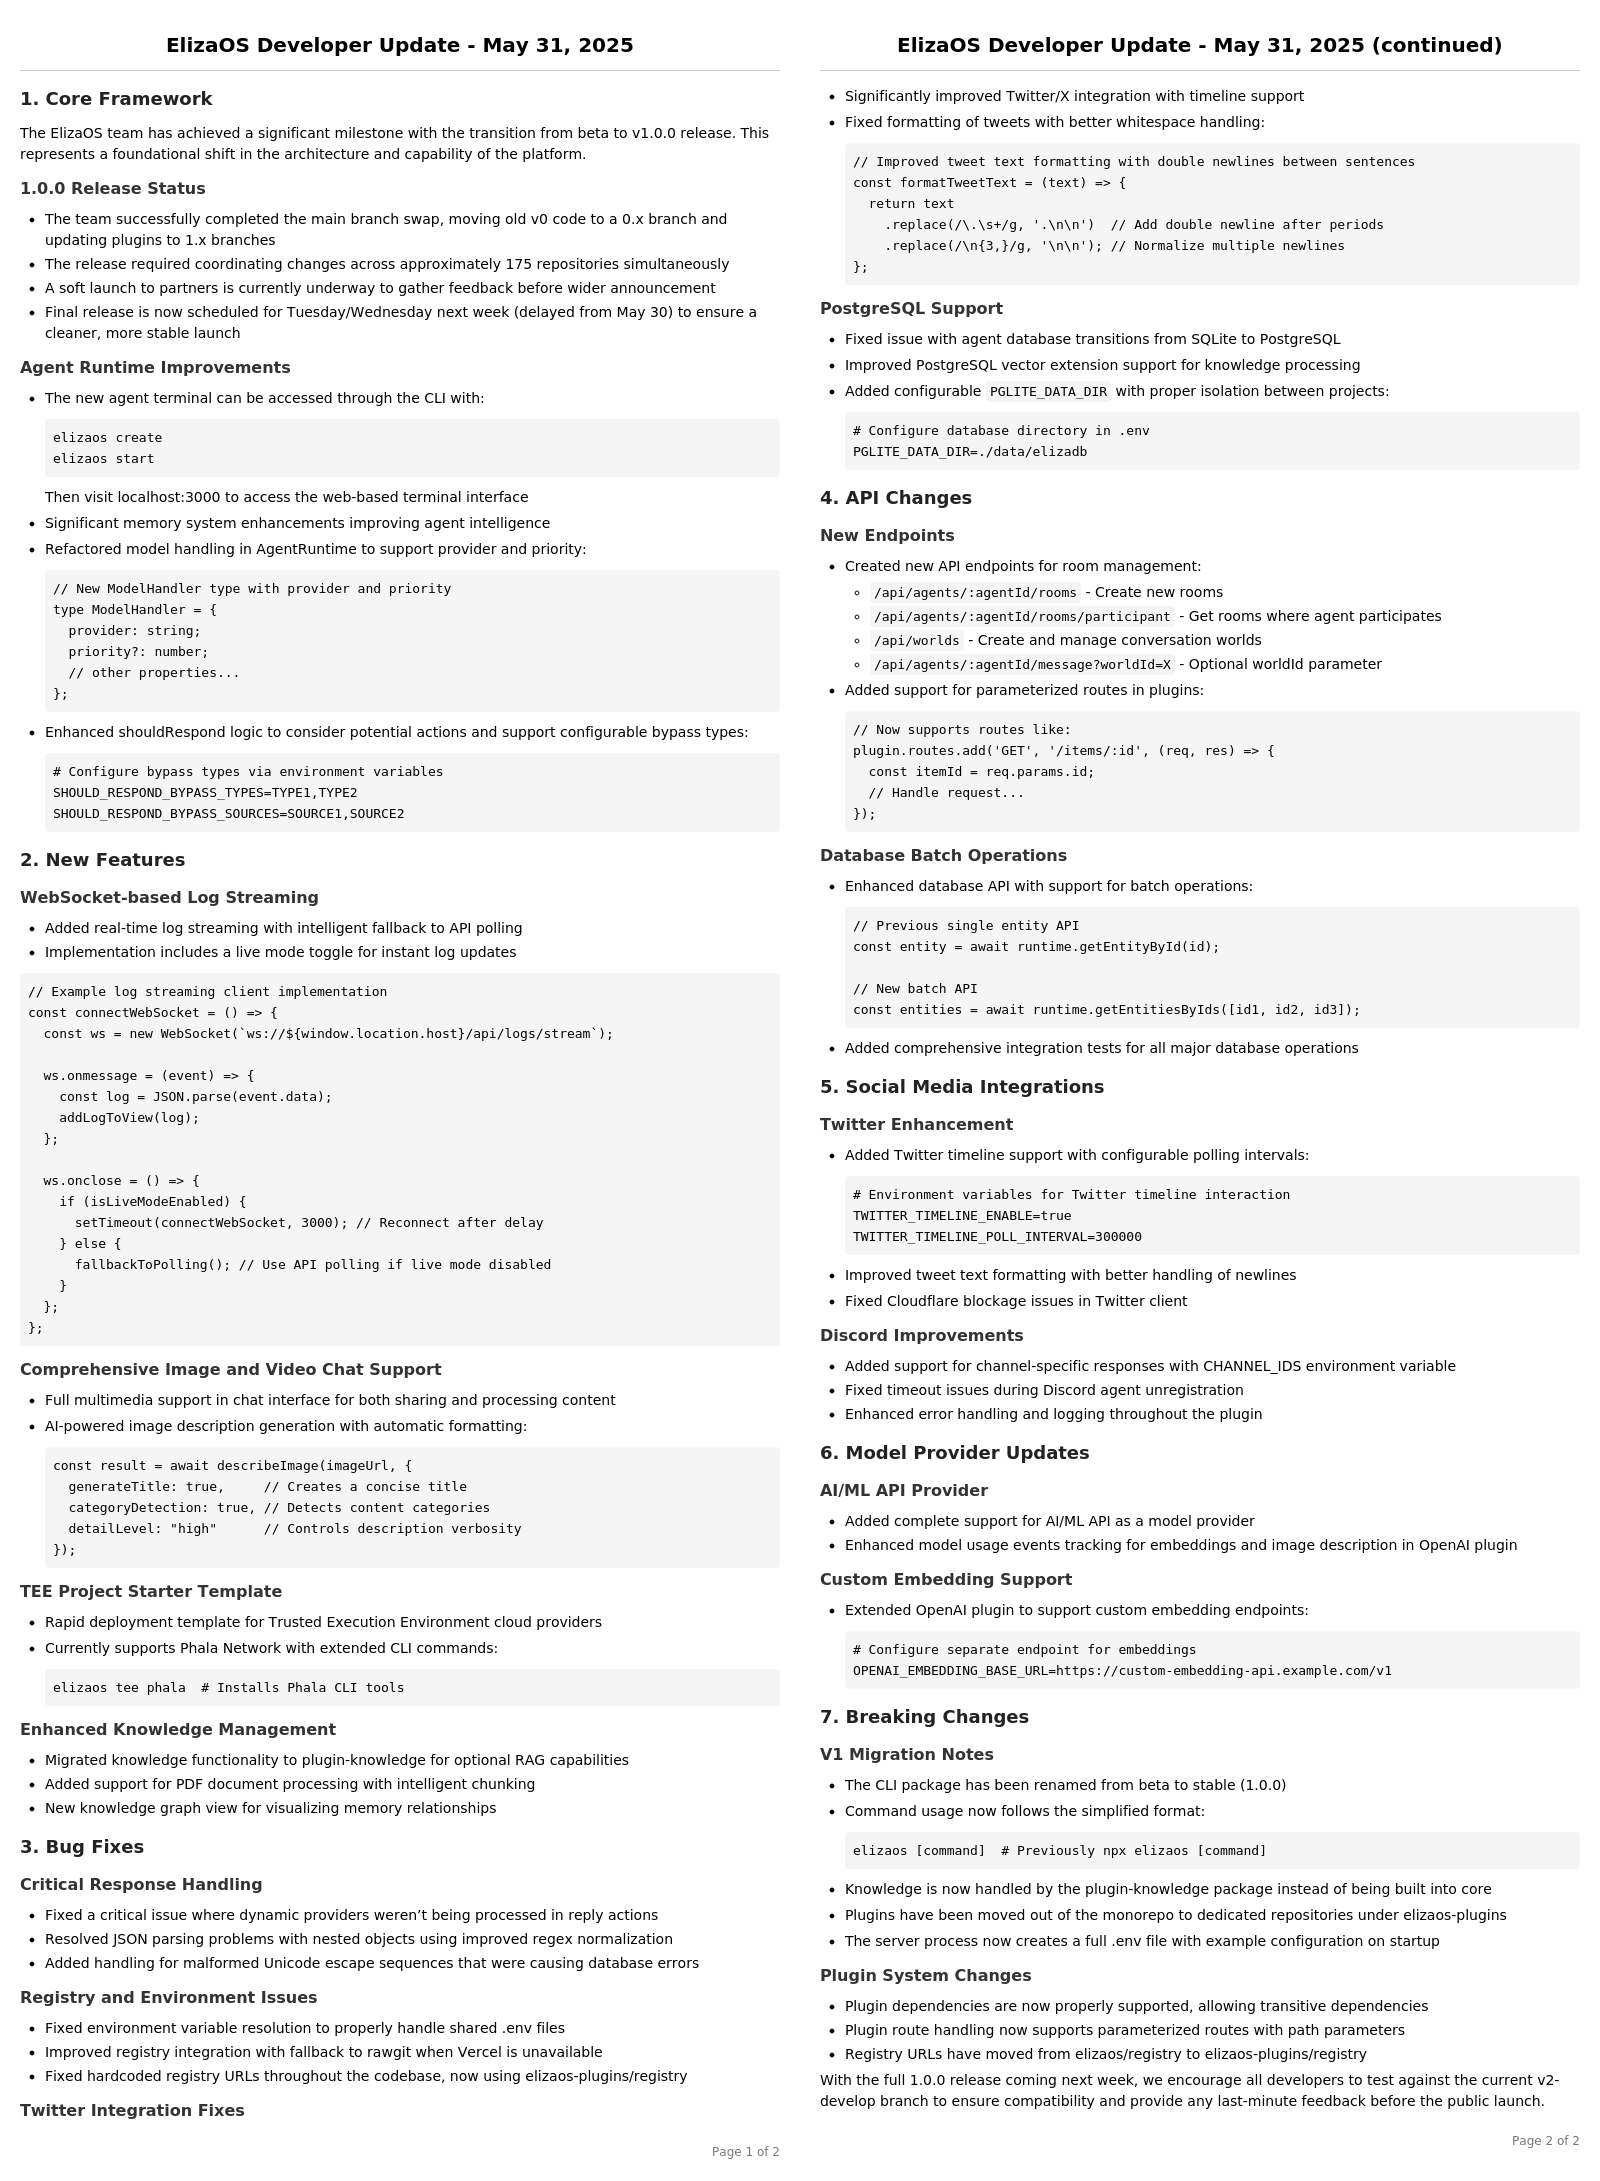 ElizaOS Developer Update - May 31, 2025
1. Core Framework
The ElizaOS team has achieved a significant milestone with the transition from beta to v1.0.0 release. This
represents a foundational shift in the architecture and capability of the platform.
1.0.0 Release Status
• The team successfully completed the main branch swap, moving old v0 code to a 0.x branch and
updating plugins to 1.x branches
• The release required coordinating changes across approximately 175 repositories simultaneously
• A soft launch to partners is currently underway to gather feedback before wider announcement
• Final release is now scheduled for Tuesday/Wednesday next week (delayed from May 30) to ensure a
cleaner, more stable launch
Agent Runtime Improvements
• The new agent terminal can be accessed through the CLI with:
elizaos create
elizaos start
Then visit localhost:3000 to access the web-based terminal interface
• Significant memory system enhancements improving agent intelligence
• Refactored model handling in AgentRuntime to support provider and priority:
// New ModelHandler type with provider and priority
type ModelHandler = {
  provider: string;
  priority?: number;
  // other properties...
};
• Enhanced shouldRespond logic to consider potential actions and support configurable bypass types:
# Configure bypass types via environment variables
SHOULD_RESPOND_BYPASS_TYPES=TYPE1,TYPE2
SHOULD_RESPOND_BYPASS_SOURCES=SOURCE1,SOURCE2
2. New Features
WebSocket-based Log Streaming
• Added real-time log streaming with intelligent fallback to API polling
• Implementation includes a live mode toggle for instant log updates
// Example log streaming client implementation
const connectWebSocket = () => {
  const ws = new WebSocket(`ws://${window.location.host}/api/logs/stream`);
  ws.onmessage = (event) => {
    const log = JSON.parse(event.data);
    addLogToView(log);
  };
  ws.onclose = () => {
    if (isLiveModeEnabled) {
      setTimeout(connectWebSocket, 3000); // Reconnect after delay
    } else {
      fallbackToPolling(); // Use API polling if live mode disabled
    }
  };
};
Comprehensive Image and Video Chat Support
• Full multimedia support in chat interface for both sharing and processing content
• AI-powered image description generation with automatic formatting:
const result = await describeImage(imageUrl, {
  generateTitle: true,     // Creates a concise title
  categoryDetection: true, // Detects content categories
  detailLevel: "high"      // Controls description verbosity
});
TEE Project Starter Template
• Rapid deployment template for Trusted Execution Environment cloud providers
• Currently supports Phala Network with extended CLI commands:
elizaos tee phala  # Installs Phala CLI tools
Enhanced Knowledge Management
• Migrated knowledge functionality to plugin-knowledge for optional RAG capabilities
• Added support for PDF document processing with intelligent chunking
• New knowledge graph view for visualizing memory relationships
3. Bug Fixes
Critical Response Handling
• Fixed a critical issue where dynamic providers weren’t being processed in reply actions
• Resolved JSON parsing problems with nested objects using improved regex normalization
• Added handling for malformed Unicode escape sequences that were causing database errors
Registry and Environment Issues
• Fixed environment variable resolution to properly handle shared .env files
• Improved registry integration with fallback to rawgit when Vercel is unavailable
• Fixed hardcoded registry URLs throughout the codebase, now using elizaos-plugins/registry
Twitter Integration Fixes
Page 1 of 2
ElizaOS Developer Update - May 31, 2025 (continued)
• Significantly improved Twitter/X integration with timeline support
• Fixed formatting of tweets with better whitespace handling:
// Improved tweet text formatting with double newlines between sentences
const formatTweetText = (text) => {
  return text
    .replace(/\.\s+/g, '.\n\n')  // Add double newline after periods
    .replace(/\n{3,}/g, '\n\n'); // Normalize multiple newlines
};
PostgreSQL Support
• Fixed issue with agent database transitions from SQLite to PostgreSQL
• Improved PostgreSQL vector extension support for knowledge processing
• Added configurable PGLITE_DATA_DIR with proper isolation between projects:
# Configure database directory in .env
PGLITE_DATA_DIR=./data/elizadb
4. API Changes
New Endpoints
• Created new API endpoints for room management:
◦ /api/agents/:agentId/rooms - Create new rooms
◦ /api/agents/:agentId/rooms/participant - Get rooms where agent participates
◦ /api/worlds - Create and manage conversation worlds
◦ /api/agents/:agentId/message?worldId=X - Optional worldId parameter
• Added support for parameterized routes in plugins:
// Now supports routes like:
plugin.routes.add('GET', '/items/:id', (req, res) => {
  const itemId = req.params.id;
  // Handle request...
});
Database Batch Operations
• Enhanced database API with support for batch operations:
// Previous single entity API
const entity = await runtime.getEntityById(id);
// New batch API
const entities = await runtime.getEntitiesByIds([id1, id2, id3]);
• Added comprehensive integration tests for all major database operations
5. Social Media Integrations
Twitter Enhancement
• Added Twitter timeline support with configurable polling intervals:
# Environment variables for Twitter timeline interaction
TWITTER_TIMELINE_ENABLE=true
TWITTER_TIMELINE_POLL_INTERVAL=300000
• Improved tweet text formatting with better handling of newlines
• Fixed Cloudflare blockage issues in Twitter client
Discord Improvements
• Added support for channel-specific responses with CHANNEL_IDS environment variable
• Fixed timeout issues during Discord agent unregistration
• Enhanced error handling and logging throughout the plugin
6. Model Provider Updates
AI/ML API Provider
• Added complete support for AI/ML API as a model provider
• Enhanced model usage events tracking for embeddings and image description in OpenAI plugin
Custom Embedding Support
• Extended OpenAI plugin to support custom embedding endpoints:
# Configure separate endpoint for embeddings
OPENAI_EMBEDDING_BASE_URL=https://custom-embedding-api.example.com/v1
7. Breaking Changes
V1 Migration Notes
• The CLI package has been renamed from beta to stable (1.0.0)
• Command usage now follows the simplified format:
elizaos [command]  # Previously npx elizaos [command]
• Knowledge is now handled by the plugin-knowledge package instead of being built into core
• Plugins have been moved out of the monorepo to dedicated repositories under elizaos-plugins
• The server process now creates a full .env file with example configuration on startup
Plugin System Changes
• Plugin dependencies are now properly supported, allowing transitive dependencies
• Plugin route handling now supports parameterized routes with path parameters
• Registry URLs have moved from elizaos/registry to elizaos-plugins/registry
With the full 1.0.0 release coming next week, we encourage all developers to test against the current v2-
develop branch to ensure compatibility and provide any last-minute feedback before the public launch.
Page 2 of 2